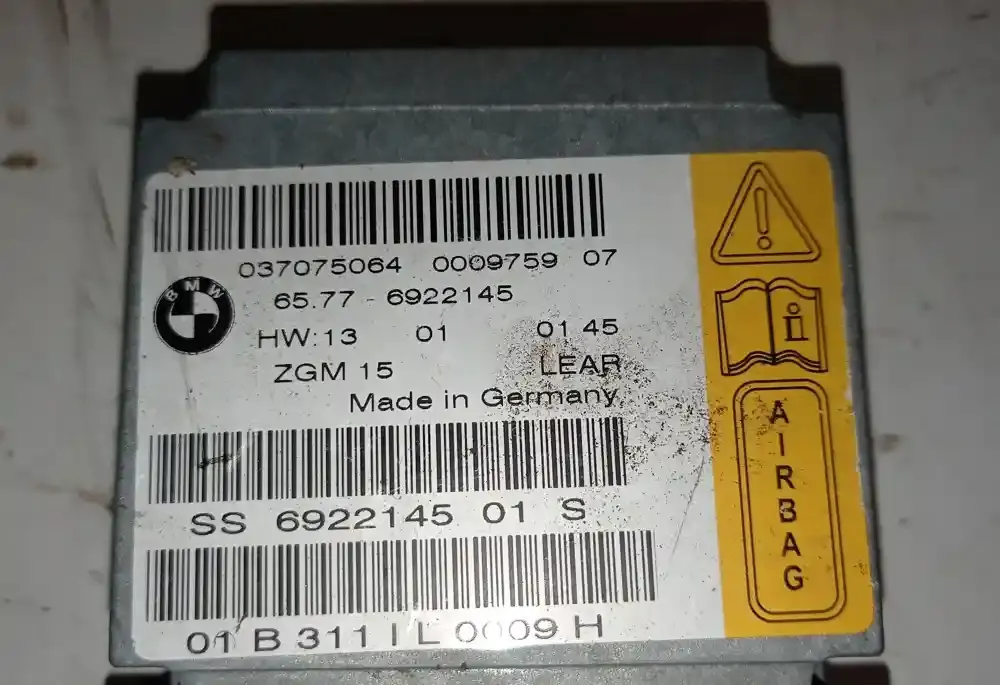 037075064 0009759 07
BMW
65.77 - 6922145
HW: 13 01 01 45
ZGM 15 LEAR
Made in Germany
SS 6922145 01 S
01 B 311 I L 0009 H
i
AIRBAG